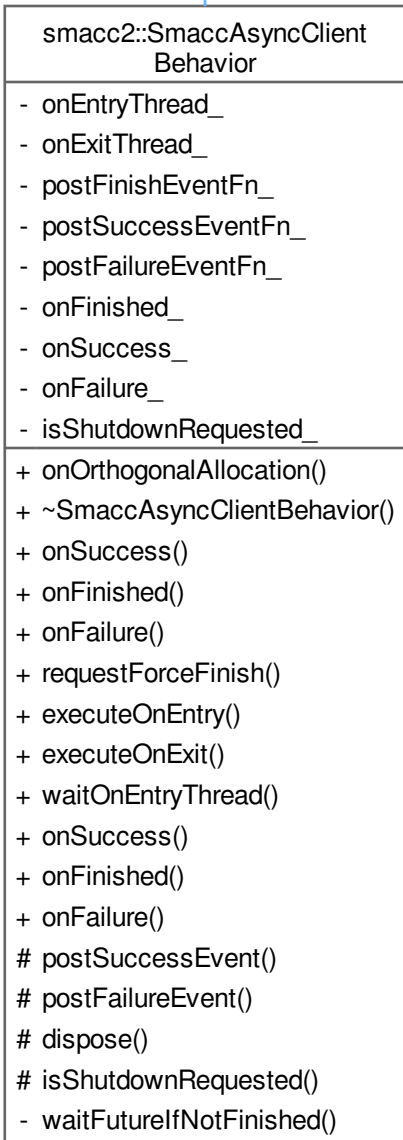 smacc2::SmaccAsyncClient
Behavior
- onEntryThread_
- onExitThread_
- postFinishEventFn_
- postSuccessEventFn_
- postFailureEventFn_
- onFinished_
- onSuccess_
- onFailure_
- isShutdownRequested_
+ onOrthogonalAllocation()
+ ~SmaccAsyncClientBehavior()
+ onSuccess()
+ onFinished()
+ onFailure()
+ requestForceFinish()
+ executeOnEntry()
+ executeOnExit()
+ waitOnEntryThread()
+ onSuccess()
+ onFinished()
+ onFailure()
# postSuccessEvent()
# postFailureEvent()
# dispose()
# isShutdownRequested()
- waitFutureIfNotFinished()